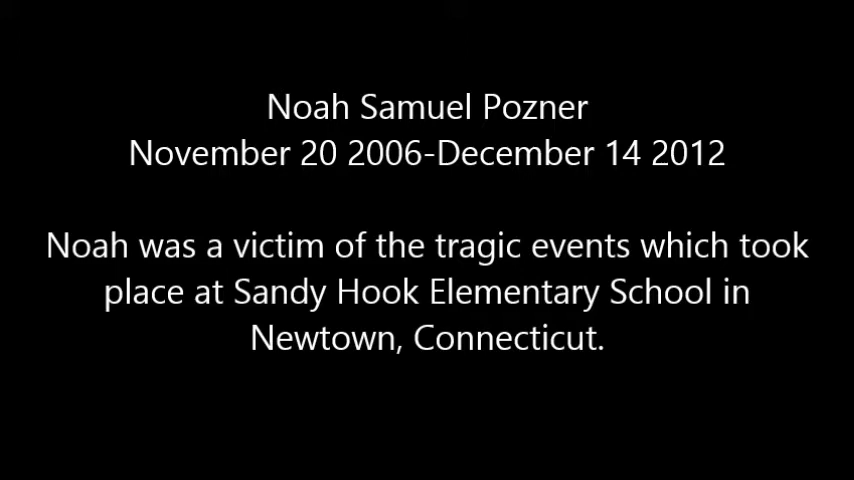 Noah Samuel Pozner
November 20 2006-December 14 2012
Noah was a victim of the tragic events which took
place at Sandy Hook Elementary School in
Newtown, Connecticut.